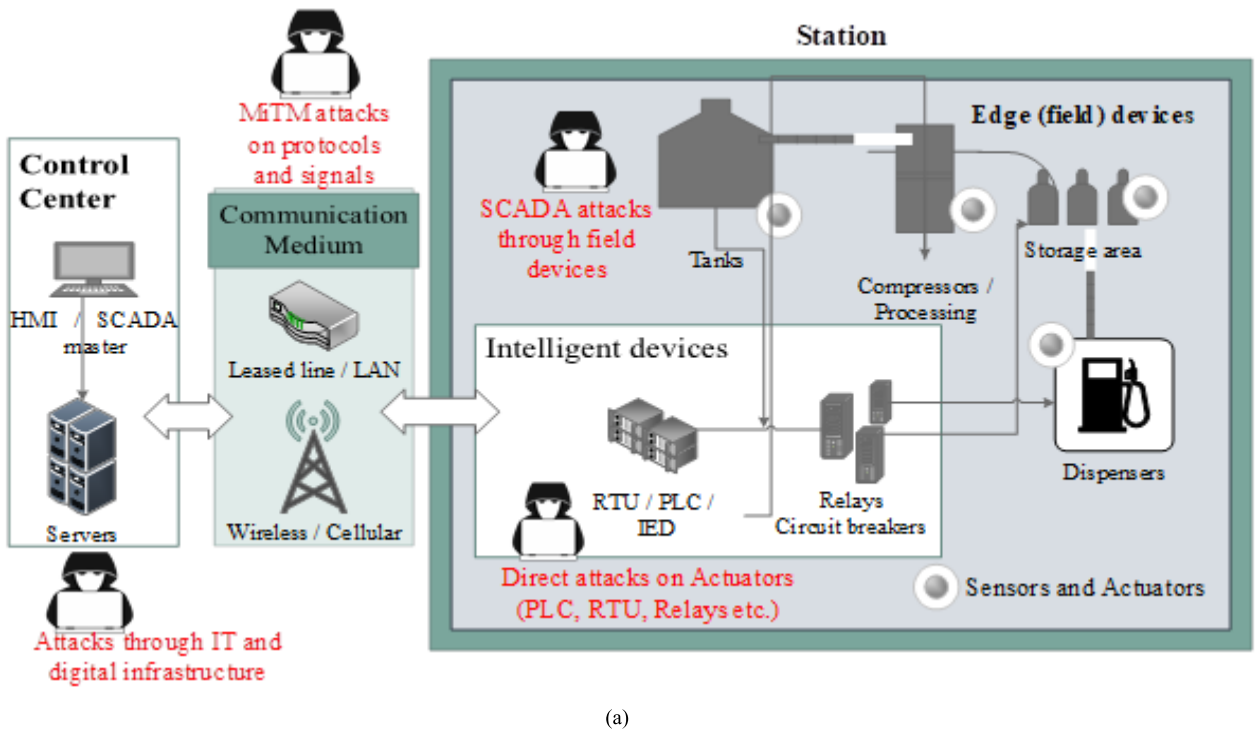 Station
MiTM attacks
on protocols
and signals
Control
Center
HMI / SCADA
master
Servers
Attacks through IT and
digital infrastructure
Communication
Medium
Leased line / LAN
Wireless / Cellular
SCADA attacks
through field
devices
Tanks
Edge (field) devices
Compressors /
Processing
Storage area
Dispensers
Intelligent devices
RTU / PLC /
IED
Relays
Circuit breakers
Direct attacks on Actuators
(PLC, RTU, Relays etc.)
Sensors and Actuators
(a)